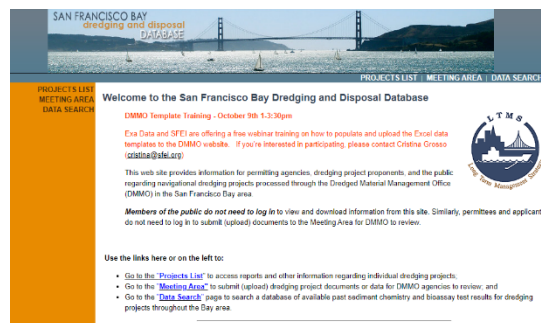 SAN FRANCISCO BAY
dredging and disposal
DATABASE
PROJECTS LIST | MEETING AREA | DATA SEARCH
PROJECTS LIST
MEETING AREA
DATA SEARCH
Welcome to the San Francisco Bay Dredging and Disposal Database
DMMO Template Training - October 9th 1-3:30pm
Exa Data and SFEI are offering a free webinar training on how to populate and upload the Excel data
templates to the DMMO website. If you're interested in participating, please contact Cristina Grosso
(cristina@sfei.org)
This web site provides information for permitting agencies, dredging project proponents, and the public
regarding navigational dredging projects processed through the Dredged Material Management Office
(DMMO) in the San Francisco Bay area.
Members of the public do not need to log in to view and download information from this site. Similarly, permittees and applicant
do not need to log in to submit (upload) documents to the Meeting Area for DMMO to review.
LTMS
Long Term Management Strategy
Use the links here or on the left to:
• Go to the "Projects List" to access reports and other information regarding individual dredging projects;
• Go to the "Meeting Area" to submit (upload) dredging project documents or data for DMMO agencies to review; and
• Go to the "Data Search" page to search a database of available past sediment chemistry and bioassay test results for dredging
projects throughout the Bay area.